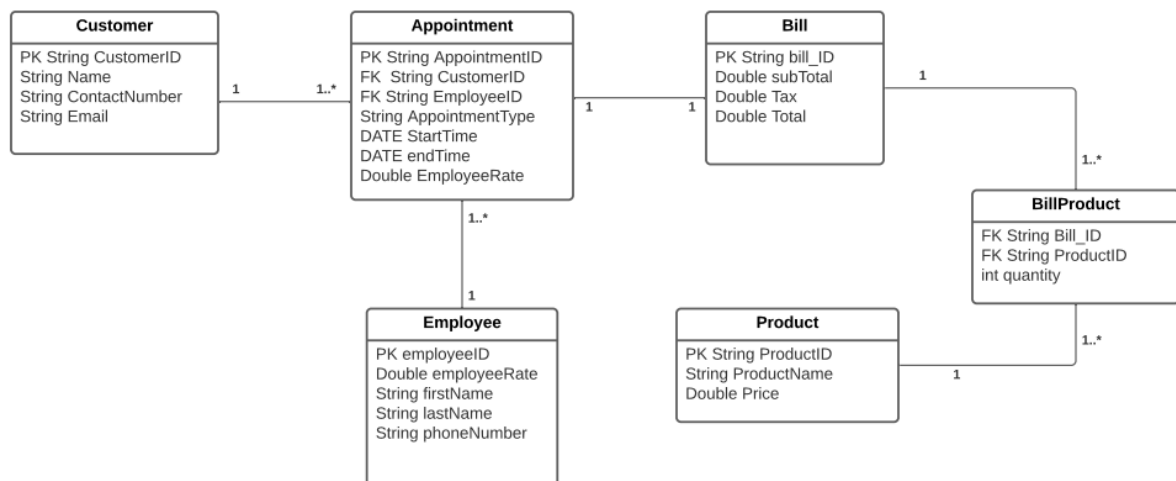 Customer
PK String CustomerID
String Name
String ContactNumber
String Email
1
1..*
Appointment
PK String AppointmentID
FK  String CustomerID
FK String EmployeeID
String AppointmentType
DATE StartTime
DATE endTime
Double EmployeeRate
1
1
Bill
PK String bill_ID
Double subTotal
Double Tax
Double Total
1
1..*
BillProduct
FK String Bill_ID
FK String ProductID
int quantity
1..*
1
Employee
PK employeeID
Double employeeRate
String firstName
String lastName
String phoneNumber
Product
PK String ProductID
String ProductName
Double Price
1
1..*